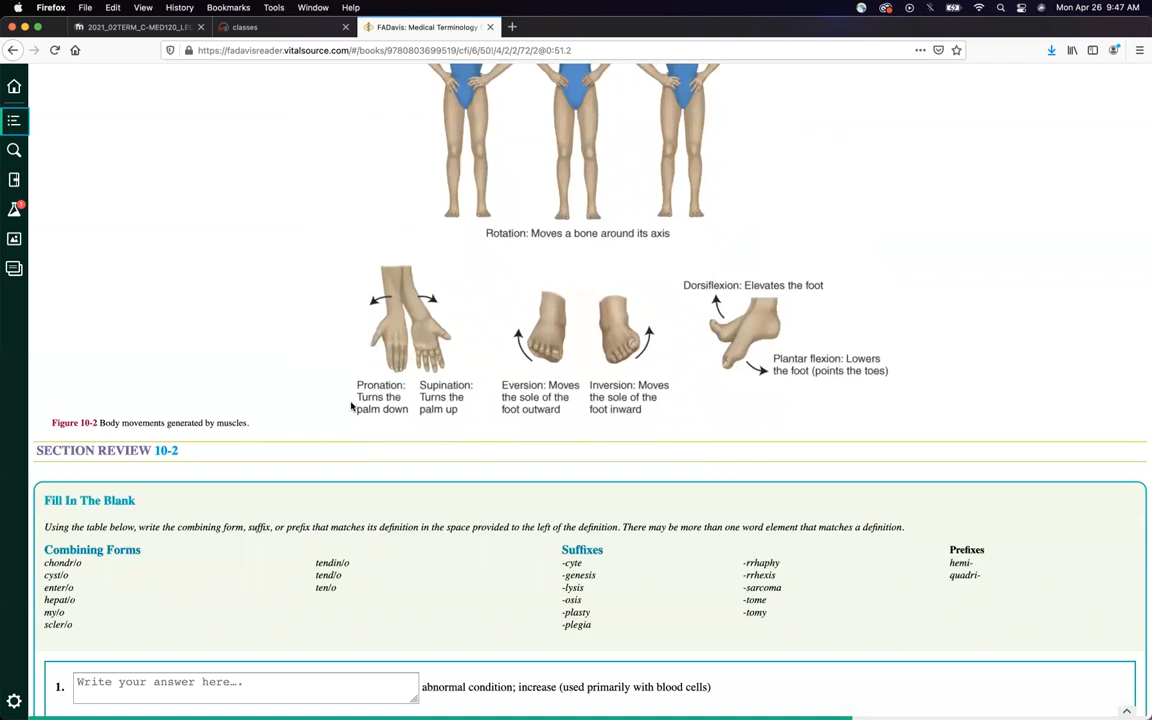 Firefox File Edit View History Bookmarks Tools Window Help Mon Apr 26 9:47 AM
2021_02TERM_C-MED120_LEC classes FADavis: Medical Terminology
https://fadavisreader.vitalsource.com/#/books/9780803699519/cfi/6/50!/4/2/2/72/2@0:51.2
1
Rotation: Moves a bone around its axis
Dorsiflexion: Elevates the foot
Plantar flexion: Lowers
the foot (points the toes)
Pronation: Supination: Eversion: Moves Inversion: Moves
Turns the Turns the the sole of the the sole of the
palm down palm up foot outward foot inward
Figure 10-2 Body movements generated by muscles.
SECTION REVIEW 10-2
Fill In The Blank
Using the table below, write the combining form, suffix, or prefix that matches its definition in the space provided to the left of the definition. There may be more than one word element that matches a definition.
Combining Forms Suffixes Prefixes
chondr/o tendin/o -cyte -rrhaphy hemi-
cyst/o tend/o -genesis -rrhexis quadri-
enter/o ten/o -lysis -sarcoma
hepat/o -osis -tome
my/o -plasty -tomy
scler/o -plegia
1. Write your answer here.... abnormal condition; increase (used primarily with blood cells)